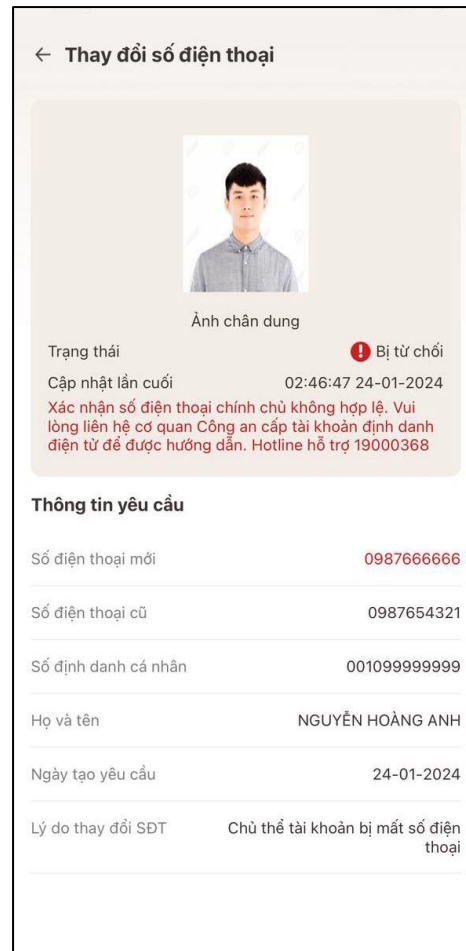 ← Thay đổi số điện thoại
Ảnh chân dung
Trạng thái Bị từ chối
Cập nhật lần cuối 02:46:47 24-01-2024
Xác nhận số điện thoại chính chủ không hợp lệ. Vui
lòng liên hệ cơ quan Công an cấp tài khoản định danh
điện từ để được hướng dẫn. Hotline hỗ trợ 19000368
Thông tin yêu cầu
Số điện thoại mới 0987666666
Số điện thoại cũ 0987654321
Số định danh cá nhân 001099999999
Họ và tên NGUYỄN HOÀNG ANH
Ngày tạo yêu cầu 24-01-2024
Lý do thay đổi SĐT Chủ thể tài khoản bị mất số điện
thoại